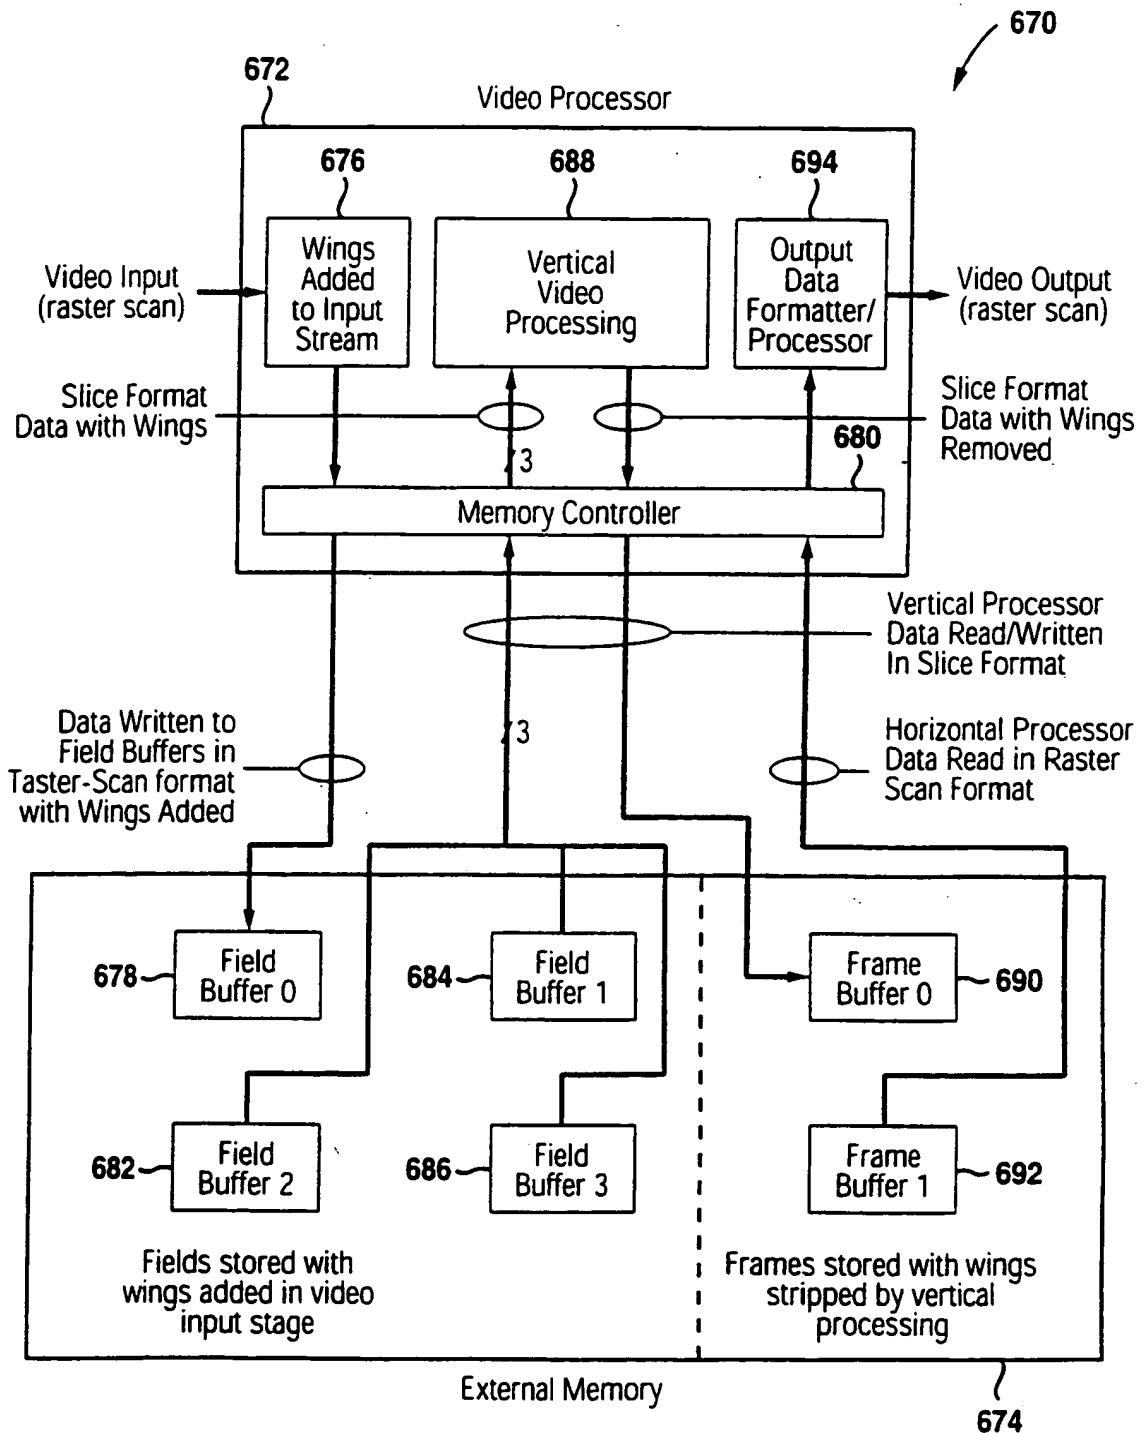 670
672
Video Processor
676
688
694
Wings
Added
to Input
Stream
Vertical
Video
Processing
Output
Data
Formatter/
Processor
Video Input
(raster scan)
Video Output
(raster scan)
Slice Format
Data with Wings
Slice Format
Data with Wings
Removed
3
680
Memory Controller
Vertical Processor
Data Read/Written
In Slice Format
Data Written to
Field Buffers in
Taster-Scan format
with Wings Added
3
Horizontal Processor
Data Read in Raster
Scan Format
678
Field
Buffer 0
684
Field
Buffer 1
Frame
Buffer 0
690
682
Field
Buffer 2
686
Field
Buffer 3
Frame
Buffer 1
692
Fields stored with
wings added in video
input stage
Frames stored with wings
stripped by vertical
processing
External Memory
674